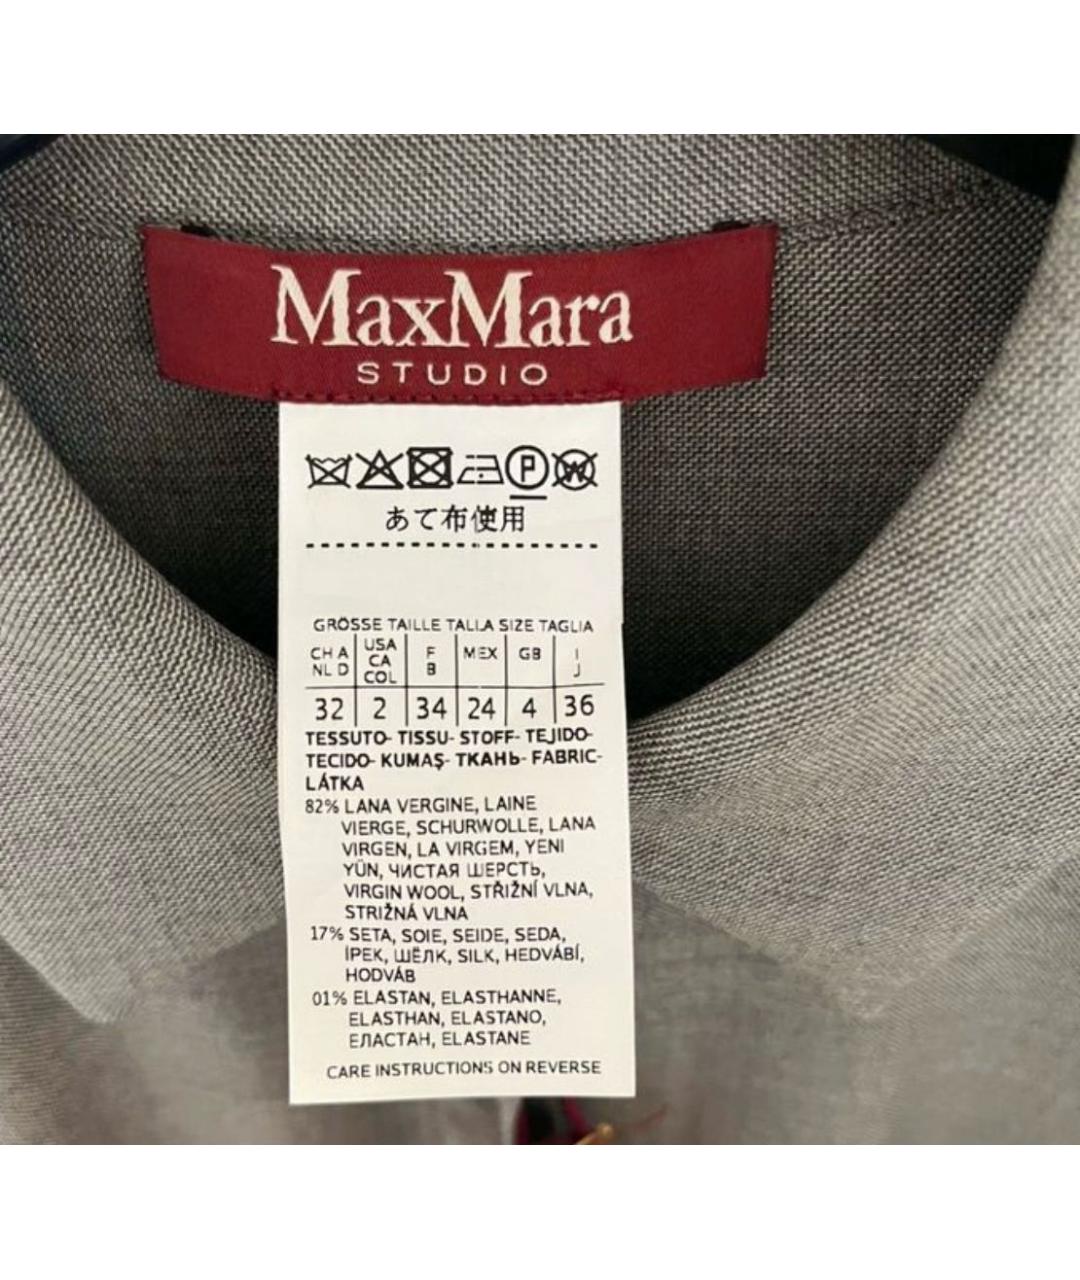 MaxMara
STUDIO
P W
あて布使用
GRÖSSE TAILLE TALLA SIZE TAGLIA
CH A NL D USA CA COL F B MEX GB I J
32 2 34 24 4 36
TESSUTO- TISSU- STOFF- TEJIDO-
TECIDO- KUMAŞ- ТКАНЬ- FABRIC-
LÁTKA
82% LANA VERGINE, LAINE
VIERGE, SCHURWOLLE, LANA
VIRGEN, LA VIRGEM, YENI
YÜN, ЧИСТАЯ ШЕРСТЬ,
VIRGIN WOOL, STŘIŽNÍ VLNA,
STRIŽNÁ VLNA
17% SETA, SOIE, SEIDE, SEDA,
İPEK, ШЁЛК, SILK, HEDVÁBÍ,
HODVÁB
01% ELASTAN, ELASTHANNE,
ELASTHAN, ELASTANO,
ЕЛАСТАН, ELASTANE
CARE INSTRUCTIONS ON REVERSE